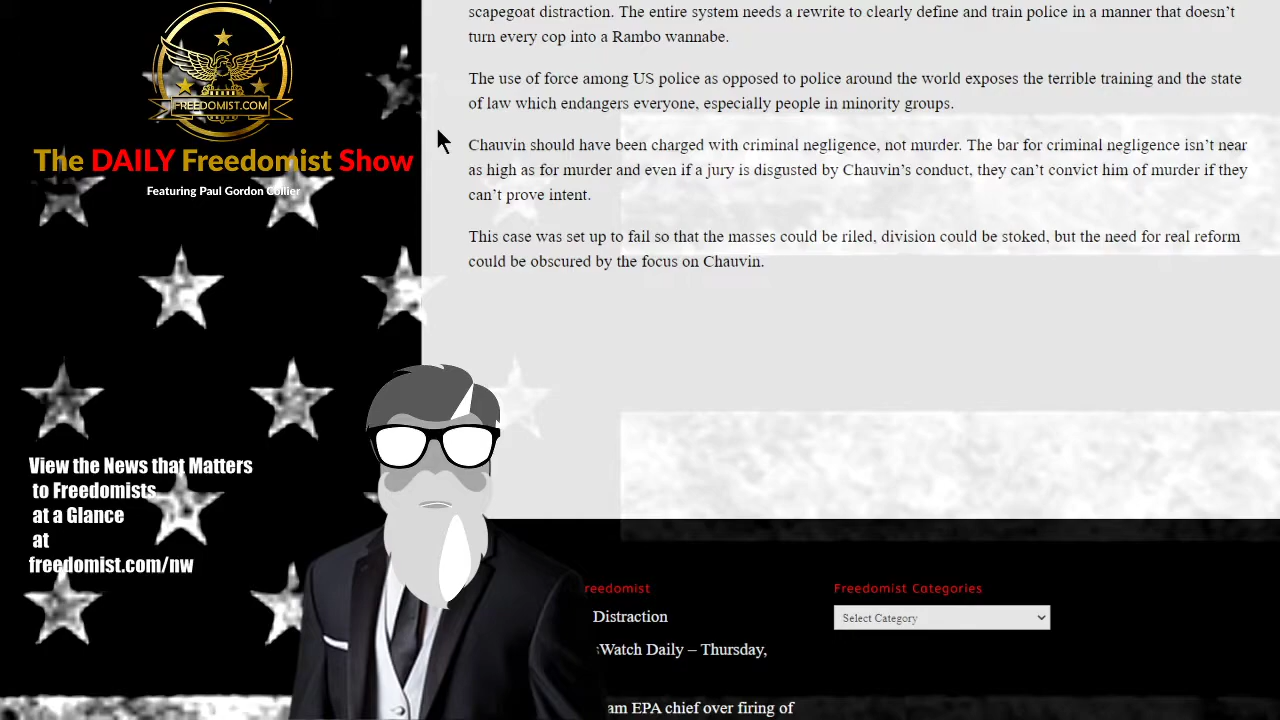 scapegoat distraction. The entire system needs a rewrite to clearly define and train police in a manner that doesn’t
turn every cop into a Rambo wannabe.
The use of force among US police as opposed to police around the world exposes the terrible training and the state
of law which endangers everyone, especially people in minority groups.
Chauvin should have been charged with criminal negligence, not murder. The bar for criminal negligence isn’t near
as high as for murder and even if a jury is disgusted by Chauvin’s conduct, they can’t convict him of murder if they
can’t prove intent.
This case was set up to fail so that the masses could be riled, division could be stoked, but the need for real reform
could be obscured by the focus on Chauvin.
FREEDOMIST.COM
The DAILY Freedomist Show
Featuring Paul Gordon Collier
View the News that Matters
to Freedomists
at a Glance
at
freedomist.com/nw
reedomist
Distraction
sWatch Daily – Thursday,
am EPA chief over firing of
Freedomist Categories
Select Category